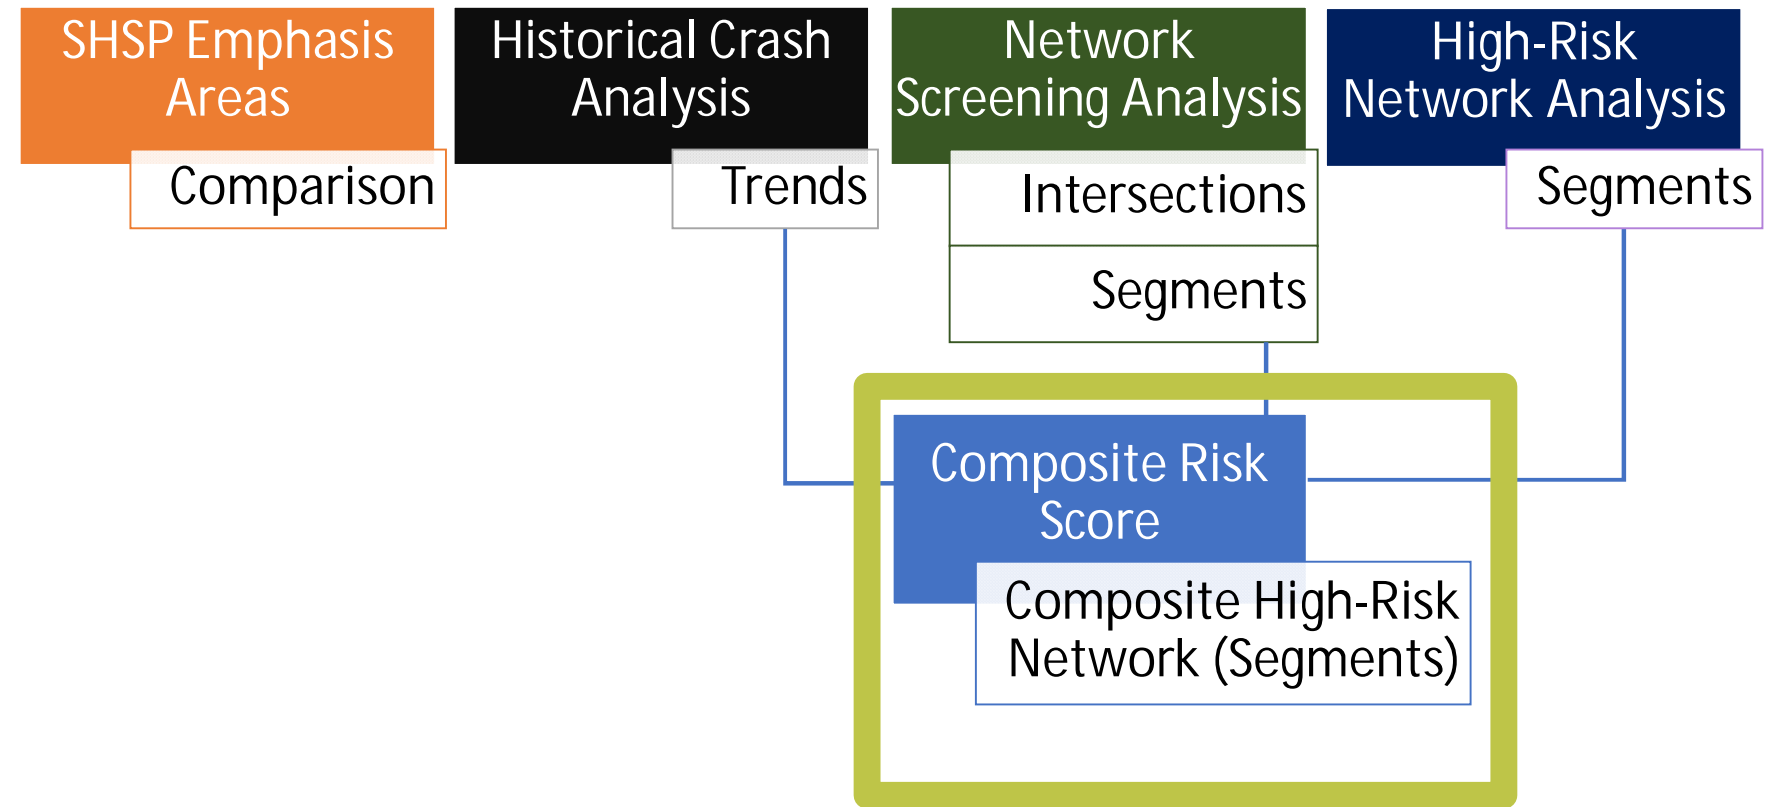 SHSP Emphasis
Areas
Comparison
Historical Crash
Analysis
Trends
Network
Screening Analysis
Intersections
Segments
High-Risk
Network Analysis
Segments
Composite Risk
Score
Composite High-Risk
Network (Segments)